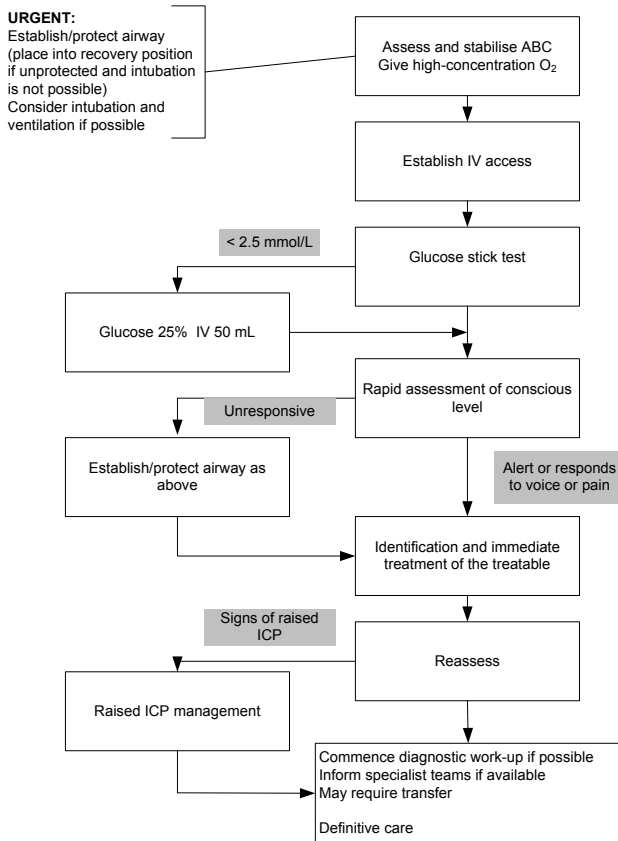 URGENT:
Establish/protect airway
(place into recovery position
if unprotected and intubation
is not possible)
Consider intubation and
ventilation if possible
Assess and stabilise ABC
Give high-concentration O₂
Establish IV access
< 2.5 mmol/L
Glucose stick test
Glucose 25% IV 50 mL
Rapid assessment of conscious
level
Unresponsive
Establish/protect airway as
above
Alert or responds
to voice or pain
Identification and immediate
treatment of the treatable
Signs of raised
ICP
Reassess
Raised ICP management
Commence diagnostic work-up if possible
Inform specialist teams if available
May require transfer
Definitive care